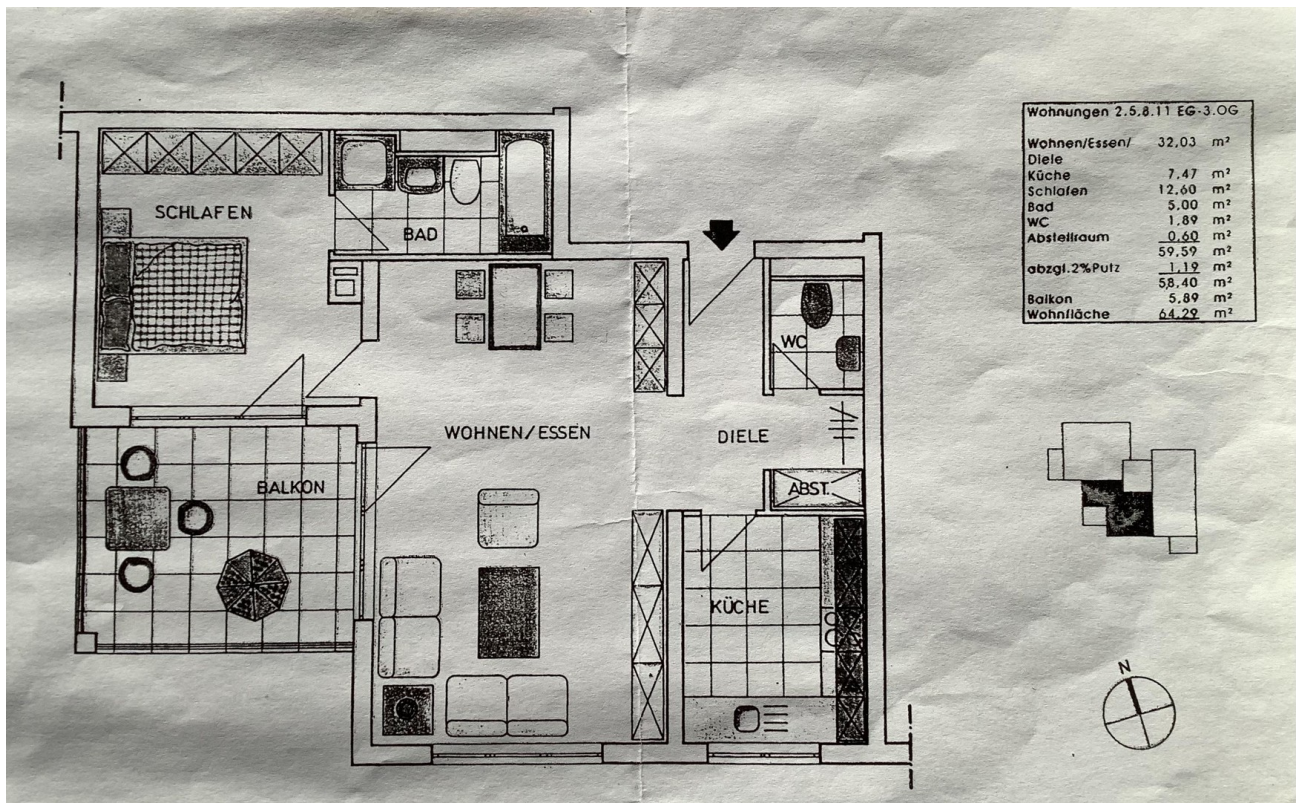 Wohnungen 2.5.8.11 EG-3.OG
Wohnen/Essen/ 32,03 m²
Diele
Küche 7,47 m²
Schlafen 12,60 m²
Bad 5,00 m²
WC 1,89 m²
Abstellraum 0,60 m²
59,59 m²
abzgl.2%Putz 1,19 m²
58,40 m²
Balkon 5,89 m²
Wohnfläche 64,29 m²
SCHLAFEN
BAD
WC
WOHNEN/ESSEN
DIELE
BALKON
ABST.
KÜCHE
N